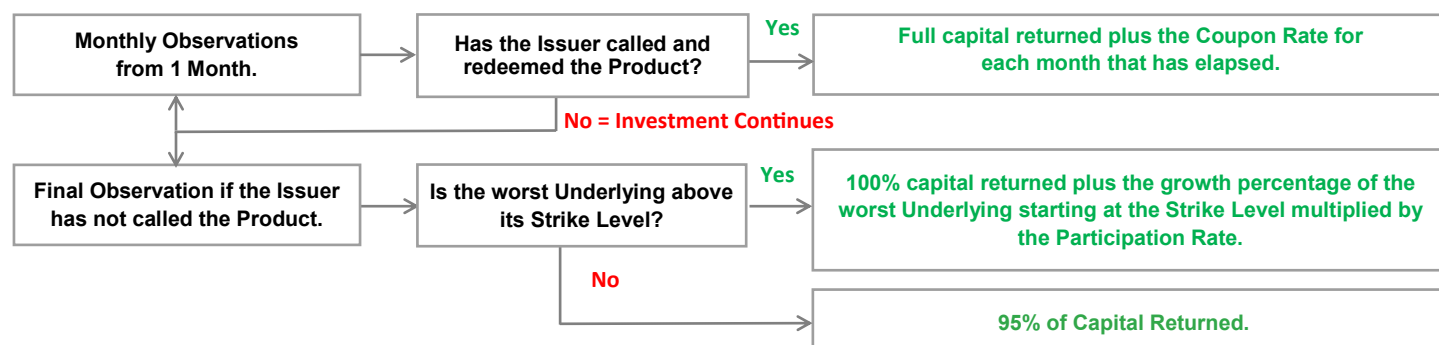 Monthly Observations
from 1 Month.
Has the Issuer called and
redeemed the Product?
Yes
Full capital returned plus the Coupon Rate for
each month that has elapsed.
No = Investment Continues
Final Observation if the Issuer
has not called the Product.
Is the worst Underlying above
its Strike Level?
Yes
100% capital returned plus the growth percentage of the
worst Underlying starting at the Strike Level multiplied by
the Participation Rate.
No
95% of Capital Returned.